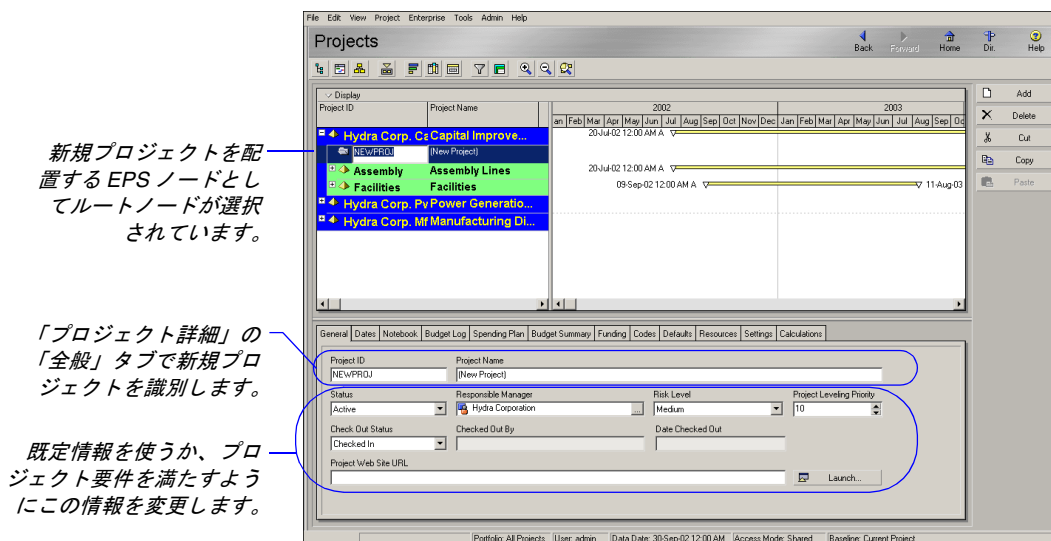 File Edit View Project Enterprise Tools Admin Help
Projects
Back Forward Home Dir. Help
Display
Project ID Project Name
2002 2003
an Feb Mar Apr May Jun Jul Aug Sep Oct Nov Dec Jan Feb Mar Apr May Jun Jul Aug Sep Oc
Hydra Corp. Ca Capital Improve...
20-Jul-02 12:00 AM A
NEWPROJ (New Project)
Assembly Assembly Lines
20-Jul-02 12:00 AM A
Facilities Facilities
09-Sep-02 12:00 AM A 11-Aug-03
Hydra Corp. Pv Power Generatio...
Hydra Corp. Mf Manufacturing Di...
Add
Delete
Cut
Copy
Paste
新規プロジェクトを配
置する EPS ノードとし
てルートノードが選択
されています。
General Dates Notebook Budget Log Spending Plan Budget Summary Funding Codes Defaults Resources Settings Calculations
「プロジェクト詳細」の
「全般」タブで新規プロ
ジェクトを識別します。
Project ID Project Name
NEWPROJ (New Project)
Status Responsible Manager Risk Level Project Leveling Priority
Active Hydra Corporation ... Medium 10
Check Out Status Checked Out By Date Checked Out
Checked In
Project Web Site URL
Launch...
既定情報を使うか、プロ
ジェクト要件を満たすよう
にこの情報を変更します。
Portfolio: All Projects User: admin Data Date: 30-Sep-02 12:00 AM Access Mode: Shared Baseline: Current Project